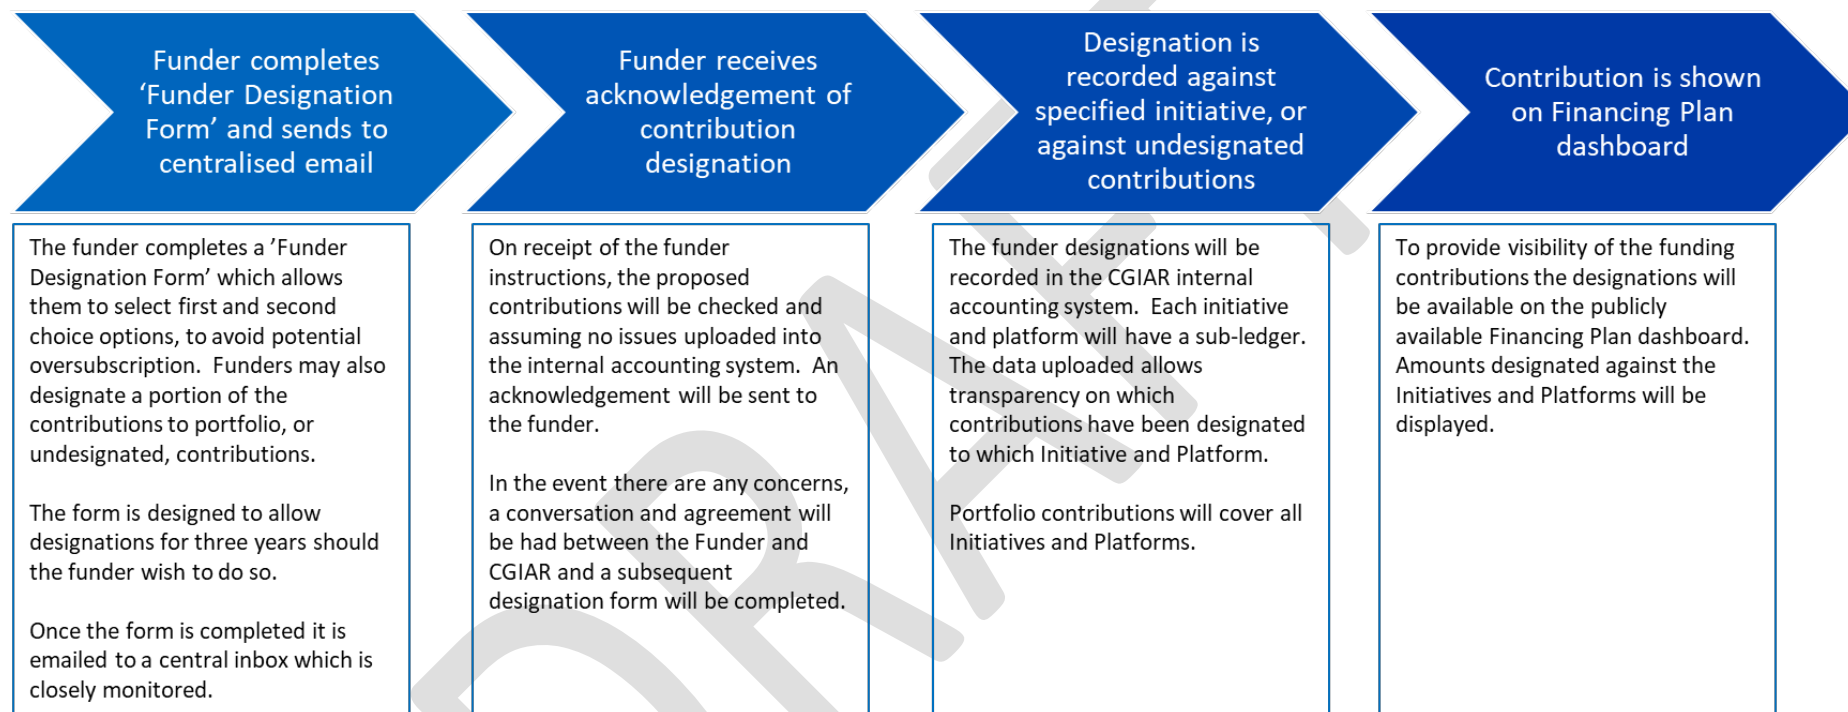 Funder completes
‘Funder Designation
Form’ and sends to
centralised email
Funder receives
acknowledgement of
contribution
designation
Designation is
recorded against
specified initiative, or
against undesignated
contributions
Contribution is shown
on Financing Plan
dashboard
The funder completes a ’Funder
Designation Form’ which allows
them to select first and second
choice options, to avoid potential
oversubscription.  Funders may also
designate a portion of the
contributions to portfolio, or
undesignated, contributions.
The form is designed to allow
designations for three years should
the funder wish to do so.
Once the form is completed it is
emailed to a central inbox which is
closely monitored.
On receipt of the funder
instructions, the proposed
contributions will be checked and
assuming no issues uploaded into
the internal accounting system.  An
acknowledgement will be sent to
the funder.
In the event there are any concerns,
a conversation and agreement will
be had between the Funder and
CGIAR and a subsequent
designation form will be completed.
The funder designations will be
recorded in the CGIAR internal
accounting system.  Each initiative
and platform will have a sub-ledger.
The data uploaded allows
transparency on which
contributions have been designated
to which Initiative and Platform.
Portfolio contributions will cover all
Initiatives and Platforms.
To provide visibility of the funding
contributions the designations will
be available on the publicly
available Financing Plan dashboard.
Amounts designated against the
Initiatives and Platforms will be
displayed.
DRAFT